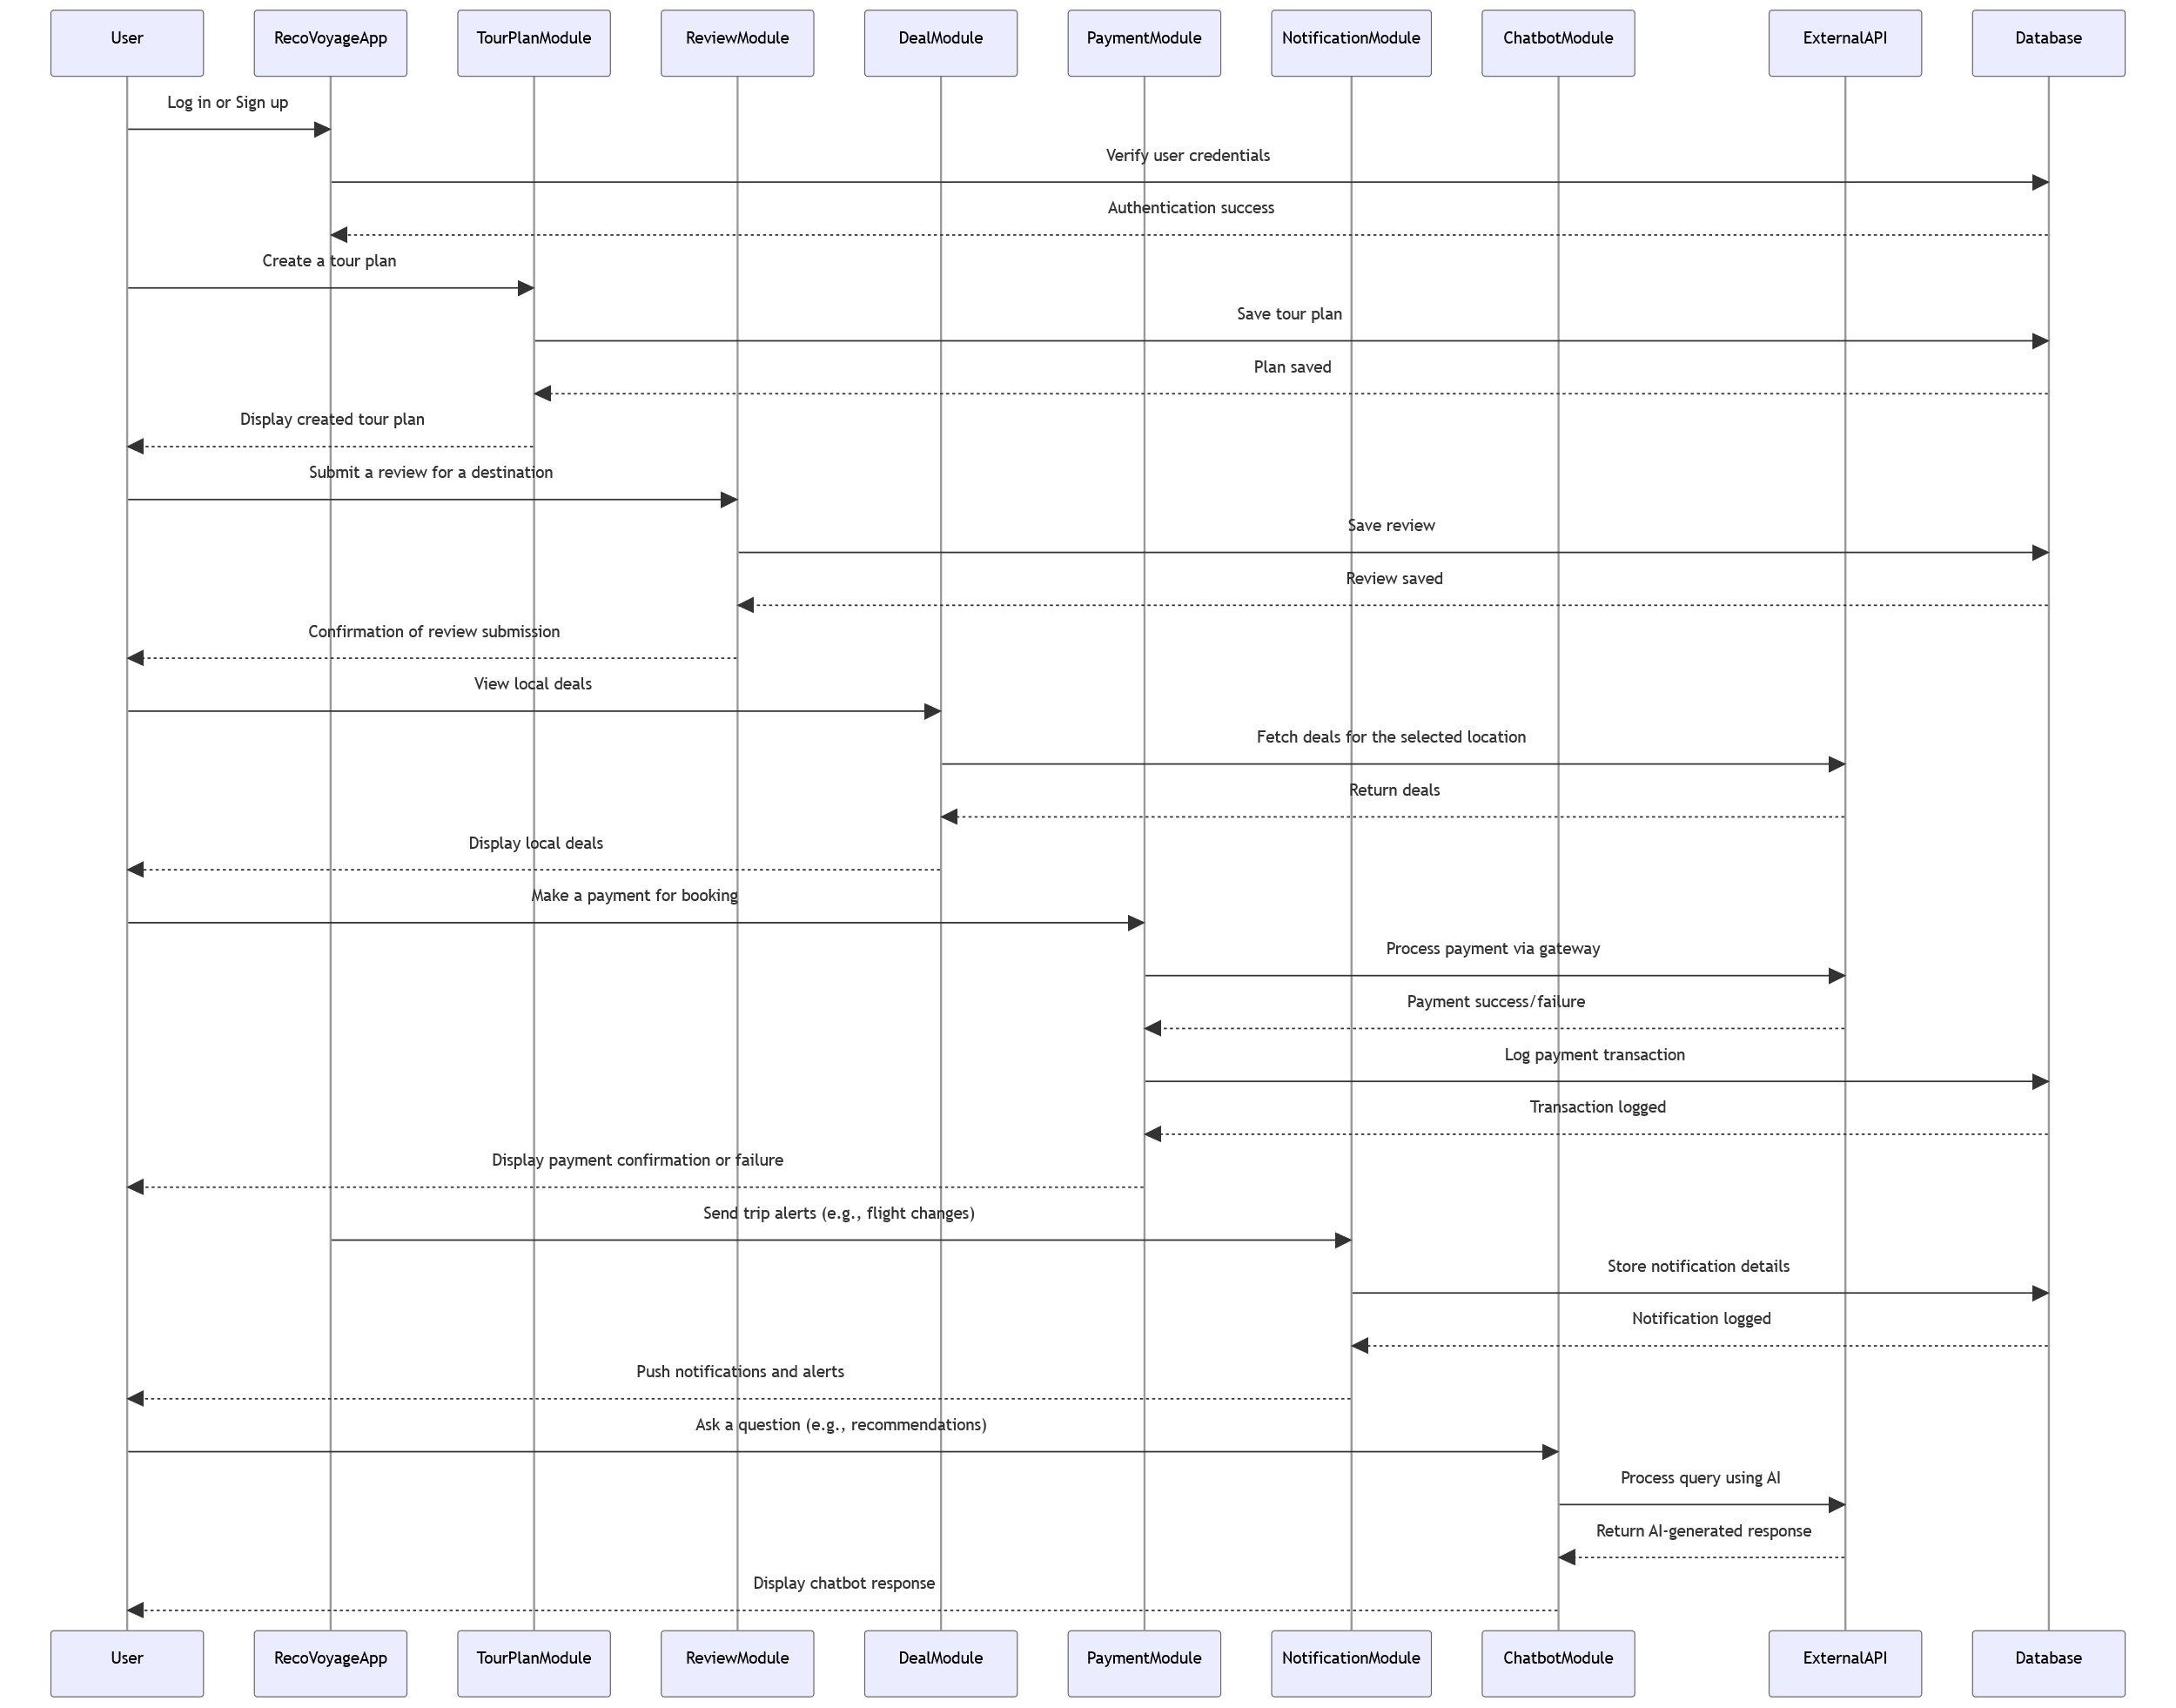 User
RecoVoyageApp
TourPlanModule
ReviewModule
DealModule
PaymentModule
NotificationModule
ChatbotModule
ExternalAPI
Database
Log in or Sign up
Verify user credentials
Authentication success
Create a tour plan
Save tour plan
Plan saved
Display created tour plan
Submit a review for a destination
Save review
Review saved
Confirmation of review submission
View local deals
Fetch deals for the selected location
Return deals
Display local deals
Make a payment for booking
Process payment via gateway
Payment success/failure
Log payment transaction
Transaction logged
Display payment confirmation or failure
Send trip alerts (e.g., flight changes)
Store notification details
Notification logged
Push notifications and alerts
Ask a question (e.g., recommendations)
Process query using AI
Return AI-generated response
Display chatbot response
User
RecoVoyageApp
TourPlanModule
ReviewModule
DealModule
PaymentModule
NotificationModule
ChatbotModule
ExternalAPI
Database